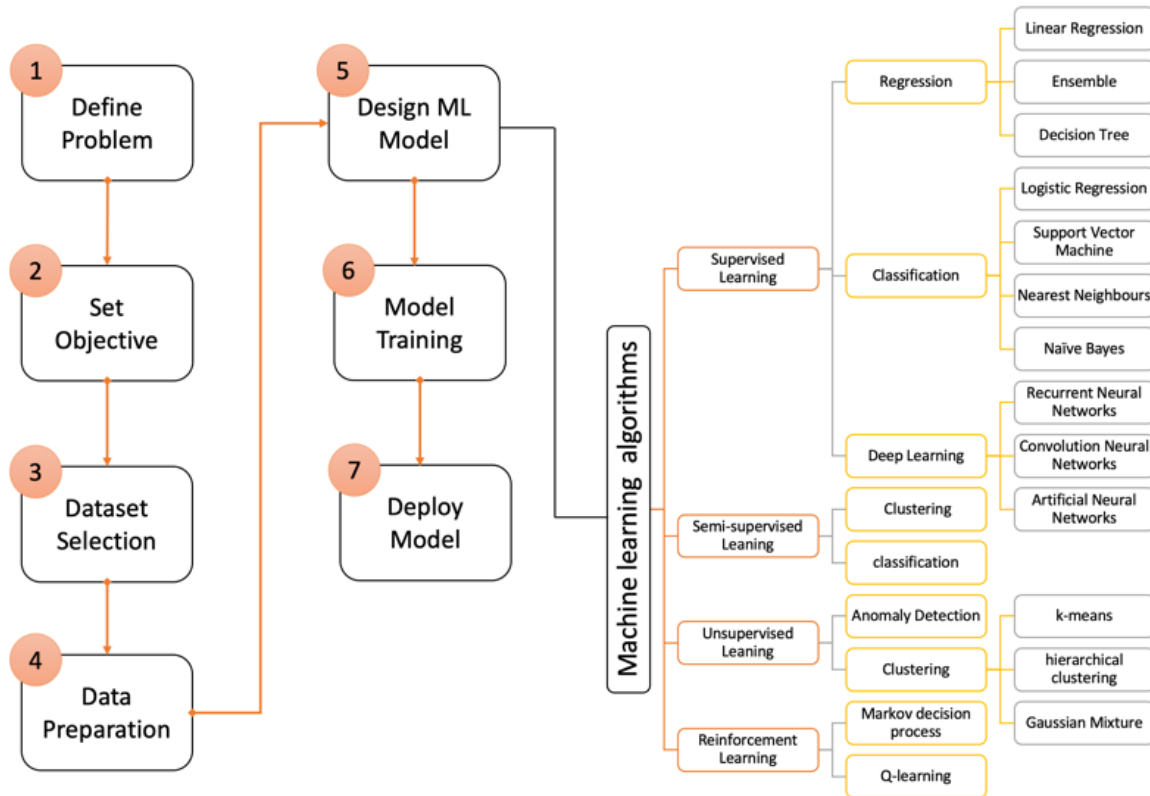 1
Define
Problem
2
Set
Objective
3
Dataset
Selection
4
Data
Preparation
5
Design ML
Model
6
Model
Training
7
Deploy
Model
Machine learning algorithms
Supervised
Learning
Regression
Linear Regression
Ensemble
Decision Tree
Classification
Logistic Regression
Support Vector
Machine
Nearest Neighbours
Naïve Bayes
Deep Learning
Recurrent Neural
Networks
Convolution Neural
Networks
Artificial Neural
Networks
Semi-supervised
Leaning
Clustering
classification
Unsupervised
Leaning
Anomaly Detection
Clustering
k-means
hierarchical
clustering
Gaussian Mixture
Reinforcement
Learning
Markov decision
process
Q-learning